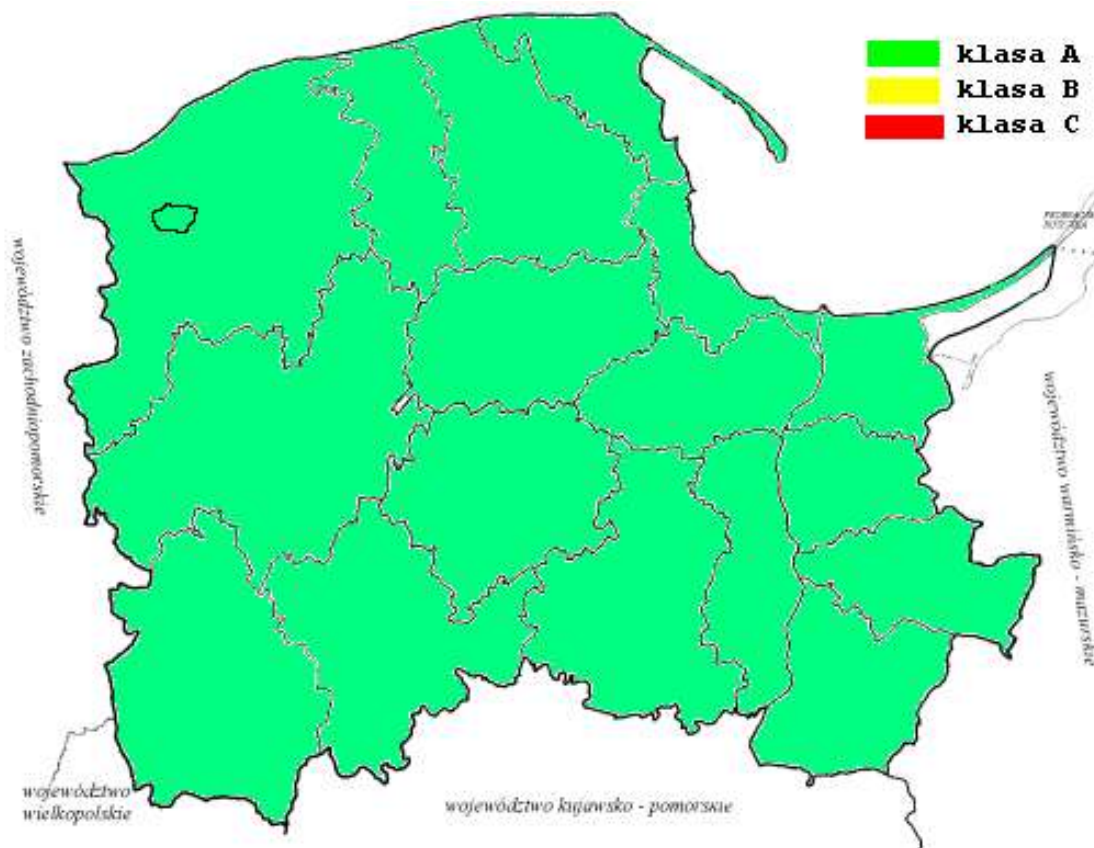 klasa A
klasa B
klasa C
województwo zachodniopomorskie
województwo warmińsko - mazurskie
województwo
wielkopolskie
województwo kujawsko - pomorskie